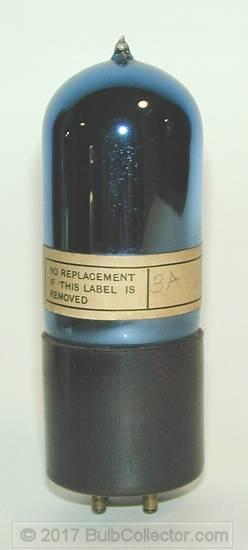 NO REPLACEMENT
IF THIS LABEL IS
REMOVED
3A
© 2017 BulbCollector.com